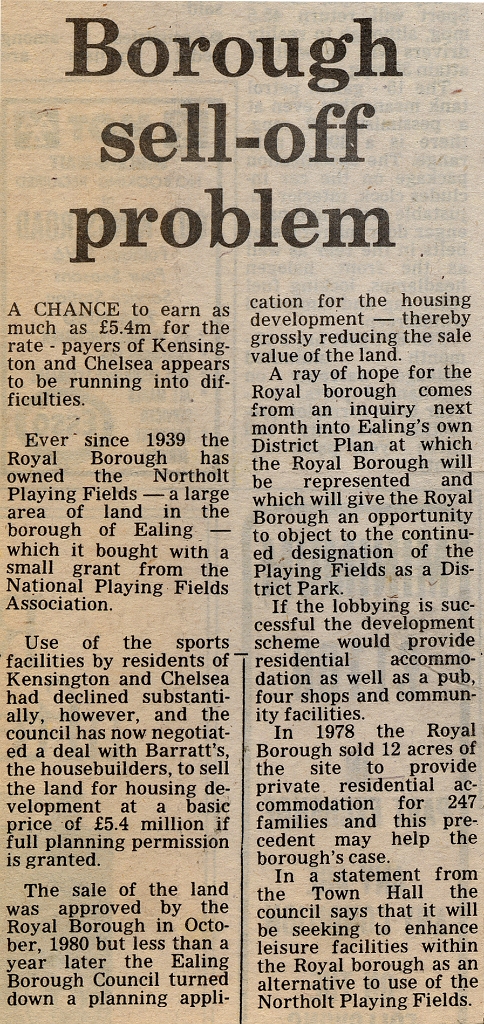 Borough
sell-off
problem
A CHANCE to earn as
much as £5.4m for the
rate - payers of Kensing-
ton and Chelsea appears
to be running into dif-
ficulties.
Ever since 1939 the
Royal Borough has
owned the Northolt
Playing Fields — a large
area of land in the
borough of Ealing —
which it bought with a
small grant from the
National Playing Fields
Association.
Use of the sports
facilities by residents of
Kensington and Chelsea
had declined substanti-
ally, however, and the
council has now negotiat-
ed a deal with Barratt's,
the housebuilders, to sell
the land for housing de-
velopment at a basic
price of £5.4 million if
full planning permission
is granted.
The sale of the land
was approved by the
Royal Borough in Octo-
ber, 1980 but less than a
year later the Ealing
Borough Council turned
down a planning appli-
cation for the housing
development — thereby
grossly reducing the sale
value of the land.
A ray of hope for the
Royal borough comes
from an inquiry next
month into Ealing's own
District Plan at which
the Royal Borough will
be represented and
which will give the Royal
Borough an opportunity
to object to the continu-
ed designation of the
Playing Fields as a Dis-
trict Park.
If the lobbying is suc-
cessful the development
scheme would provide
residential accommo-
dation as well as a pub,
four shops and commun-
ity facilities.
In 1978 the Royal
Borough sold 12 acres of
the site to provide
private residential ac-
commodation for 247
families and this pre-
cedent may help the
borough's case.
In a statement from
the Town Hall the
council says that it will
be seeking to enhance
leisure facilities within
the Royal borough as an
alternative to use of the
Northolt Playing Fields.